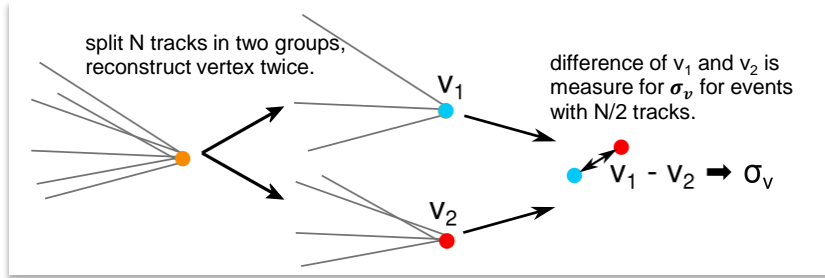 split N tracks in two groups,
reconstruct vertex twice.
v₁
v₂
difference of v₁ and v₂ is
measure for σᵥ for events
with N/2 tracks.
v₁ - v₂ ➡ σᵥ